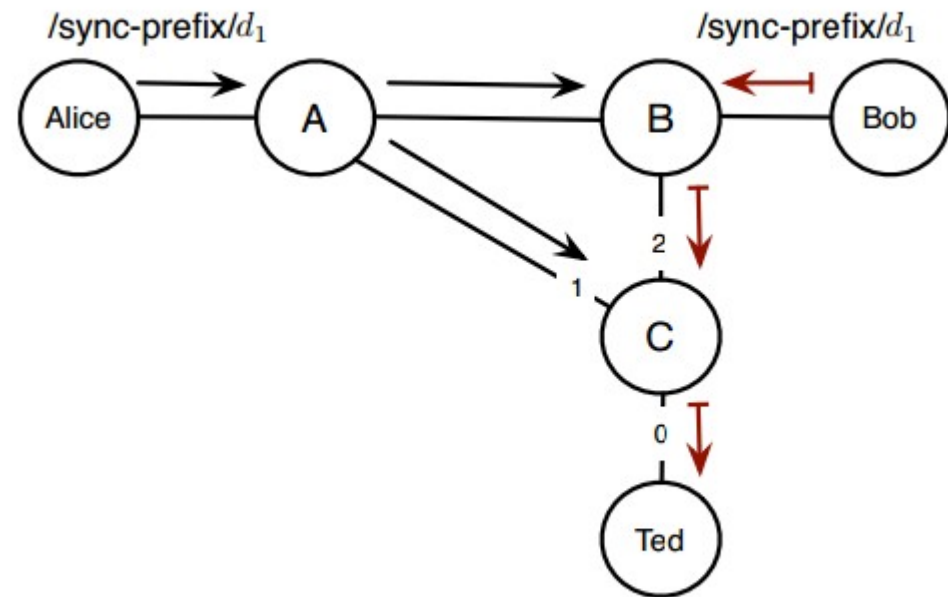 /sync-prefix/d₁
/sync-prefix/d₁
Alice
A
B
Bob
2
1
C
0
Ted